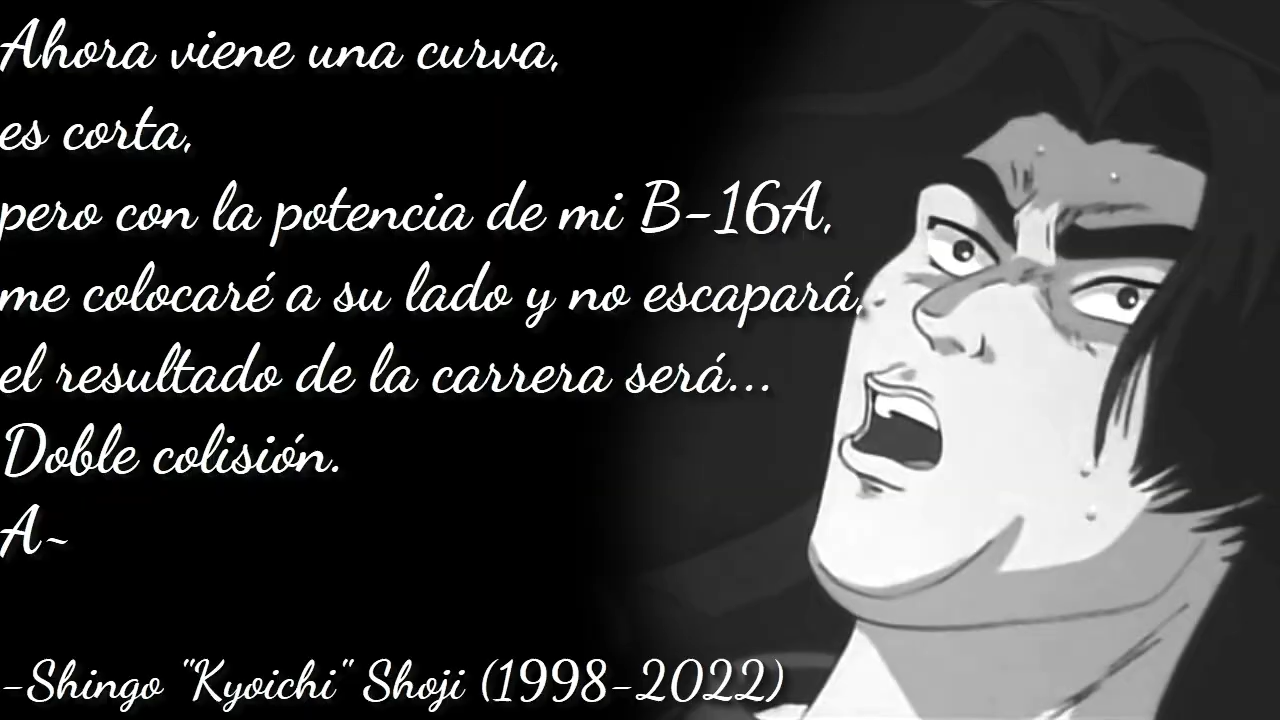 Ahora viene una curva,
es corta,
pero con la potencia de mi B-16A,
me colocaré a su lado y no escapará,
el resultado de la carrera será...
Doble colisión.
A~
-Shingo "Kyoichi" Shoji (1998-2022)